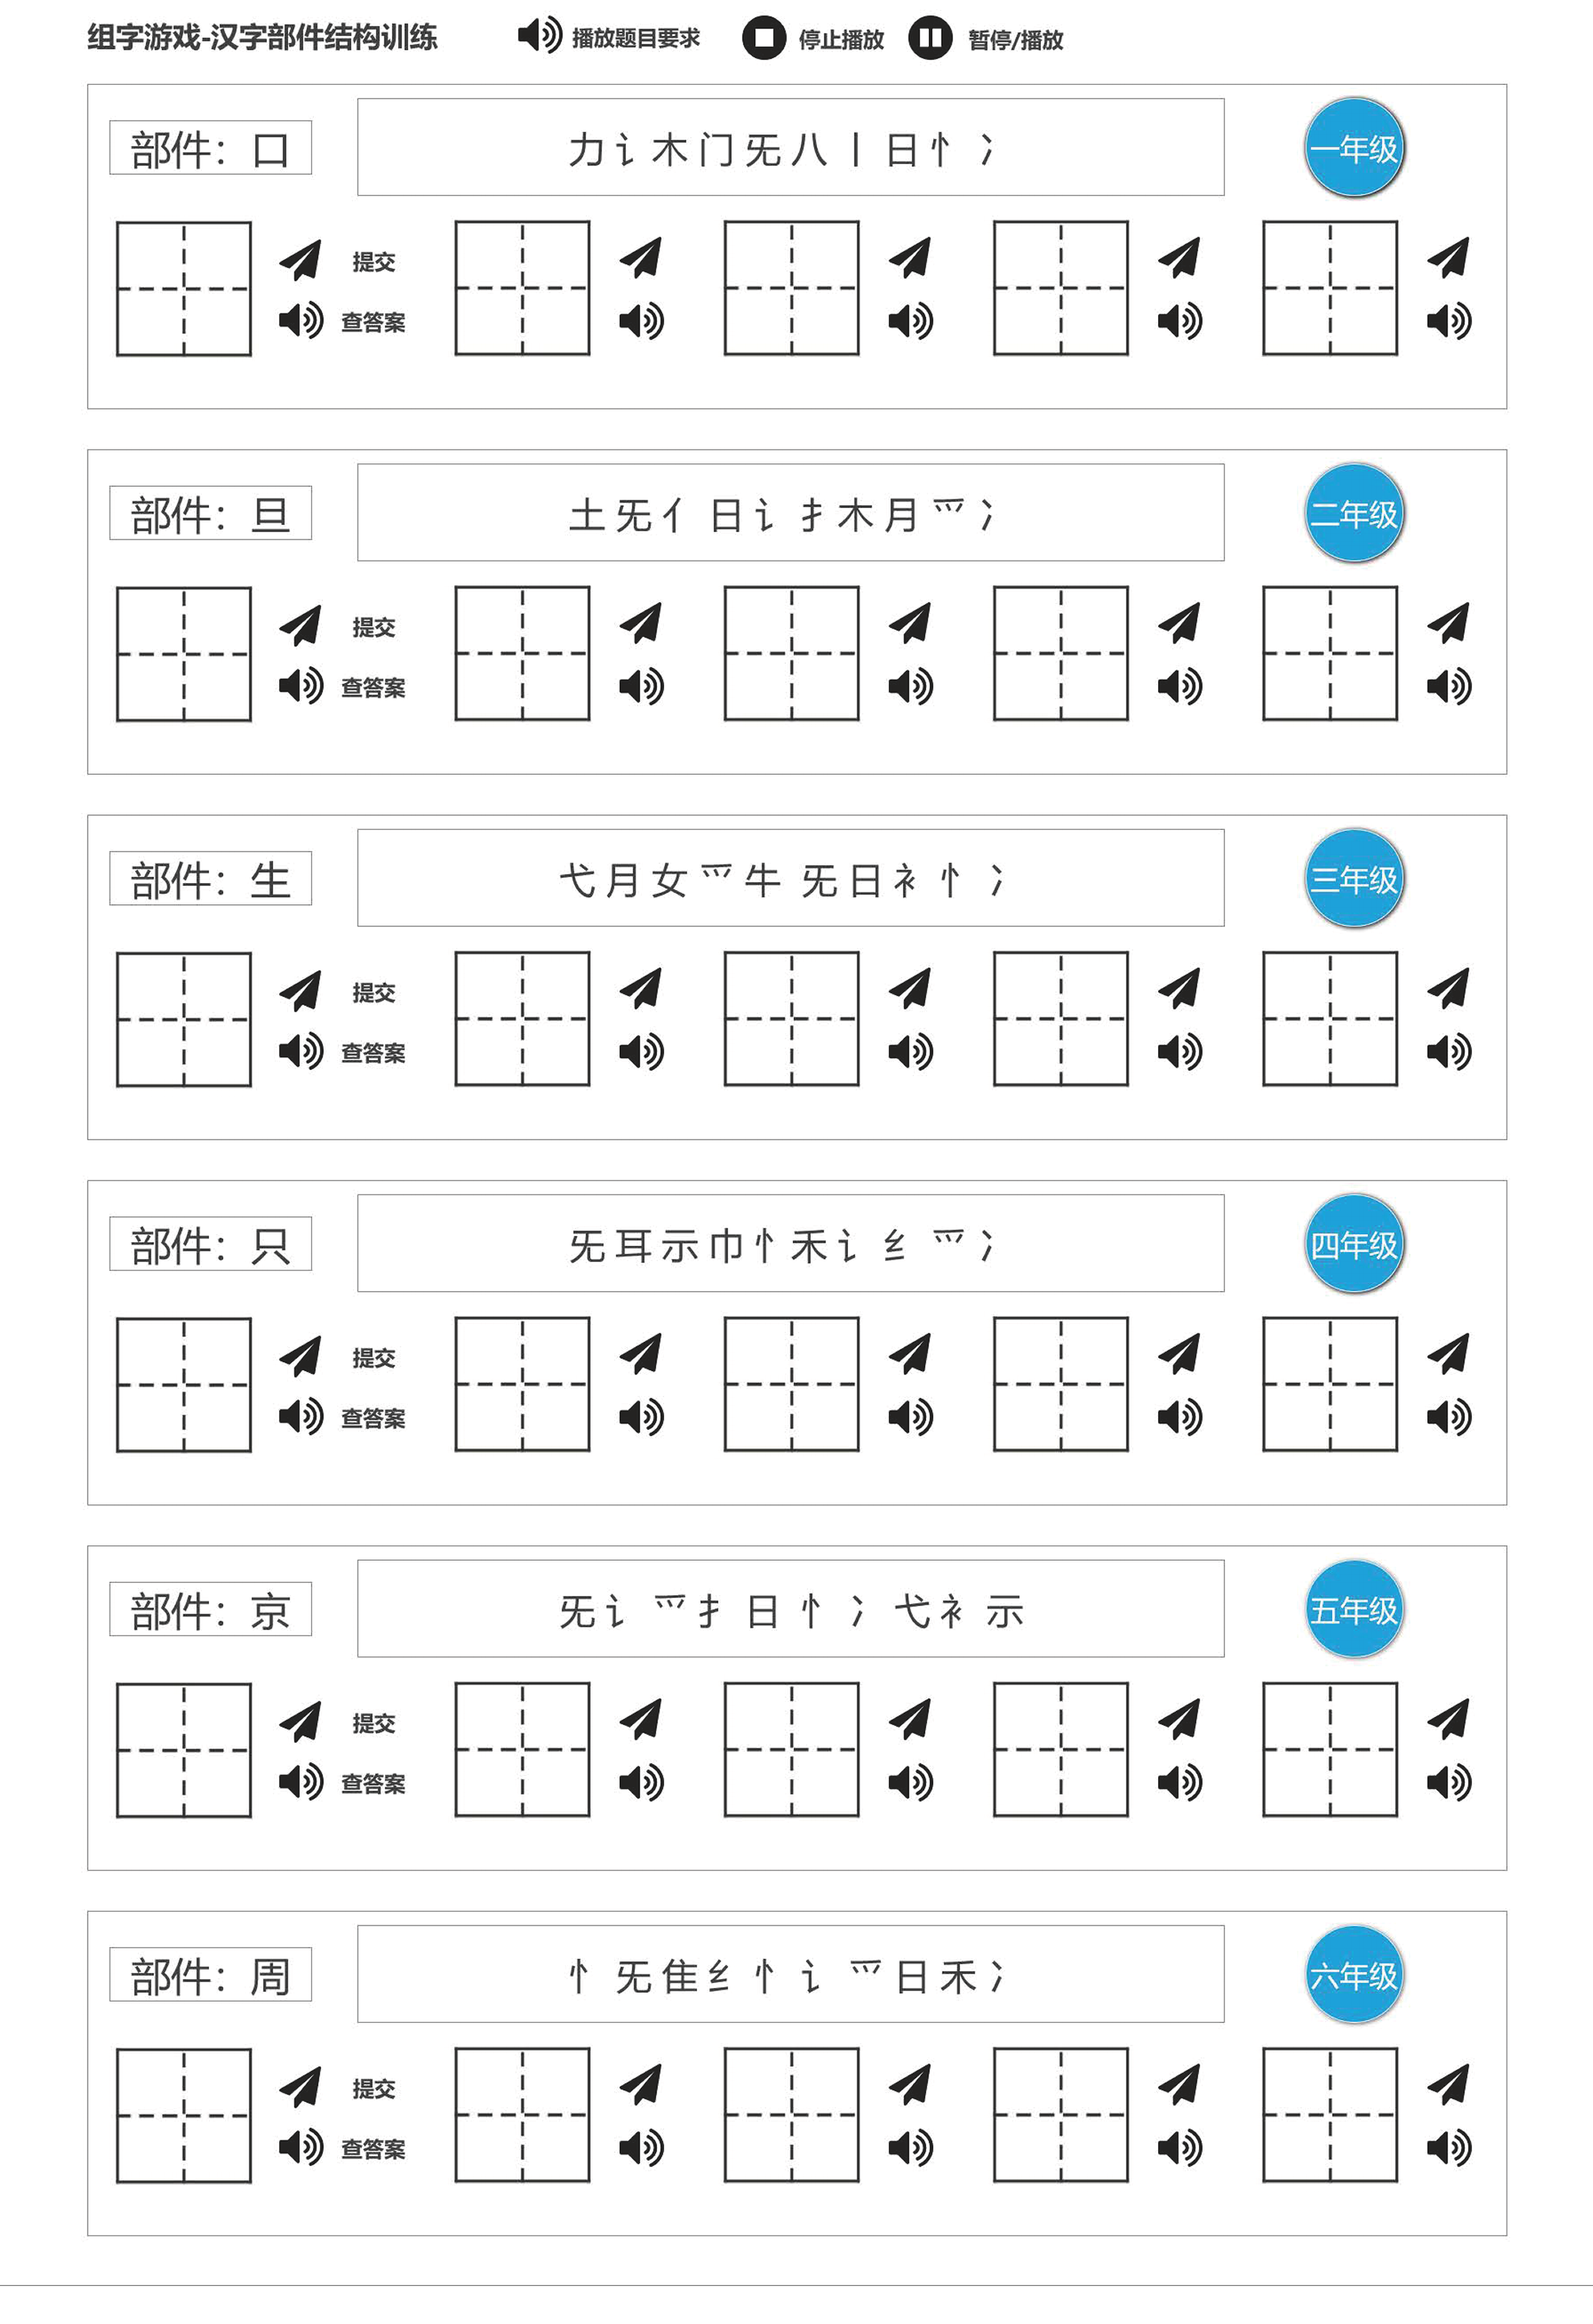 组字游戏-汉字部件结构训练 播放题目要求 停止播放 暂停/播放
部件：口 力讠木门旡八丨日忄冫 一年级
提交
查答案
部件：旦 土旡亻日讠扌木月爫冫 二年级
提交
查答案
部件：生 弋月女爫牛旡日衤忄冫 三年级
提交
查答案
部件：只 旡耳示巾忄禾讠纟爫冫 四年级
提交
查答案
部件：京 旡讠爫扌日忄冫弋衤示 五年级
提交
查答案
部件：周 忄旡隹纟忄讠爫日禾冫 六年级
提交
查答案